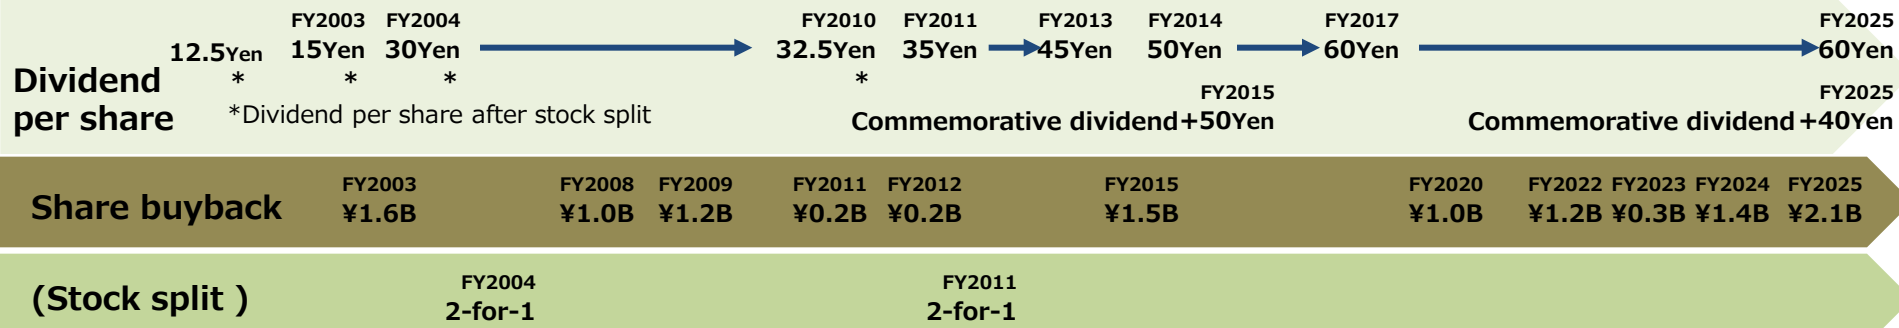 FY2003 FY2004 FY2010 FY2011 FY2013 FY2014 FY2017 FY2025
12.5Yen 15Yen 30Yen 32.5Yen 35Yen 45Yen 50Yen 60Yen 60Yen
* * * *
Dividend
per share
*Dividend per share after stock split
FY2015
Commemorative dividend+50Yen
FY2025
Commemorative dividend +40Yen
Share buyback
FY2003 FY2008 FY2009 FY2011 FY2012 FY2015 FY2020 FY2022 FY2023 FY2024 FY2025
¥1.6B ¥1.0B ¥1.2B ¥0.2B ¥0.2B ¥1.5B ¥1.0B ¥1.2B ¥0.3B ¥1.4B ¥2.1B
(Stock split )
FY2004 FY2011
2-for-1 2-for-1